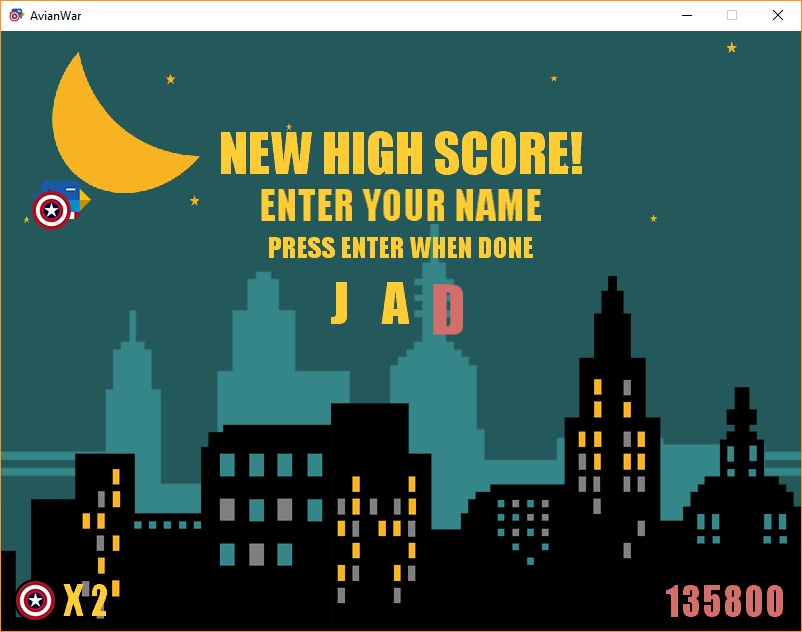 AvianWar
NEW HIGH SCORE!
ENTER YOUR NAME
PRESS ENTER WHEN DONE
J A D
X 2
135800